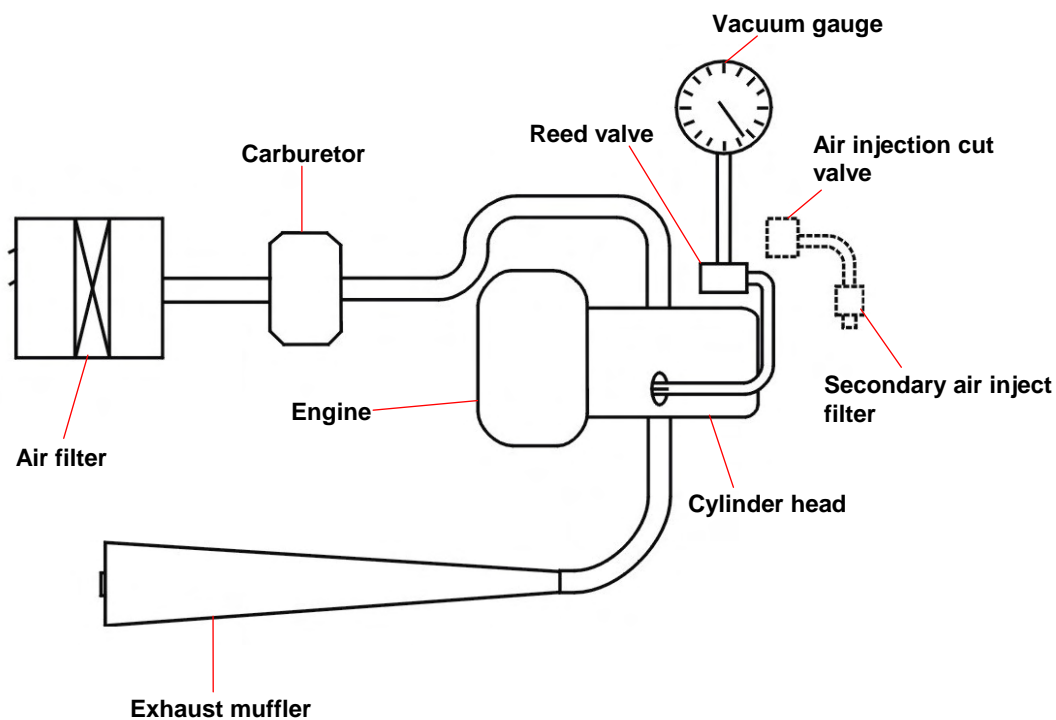 Vacuum gauge
Reed valve
Air injection cut
valve
Carburetor
Secondary air inject
filter
Engine
Air filter
Cylinder head
Exhaust muffler